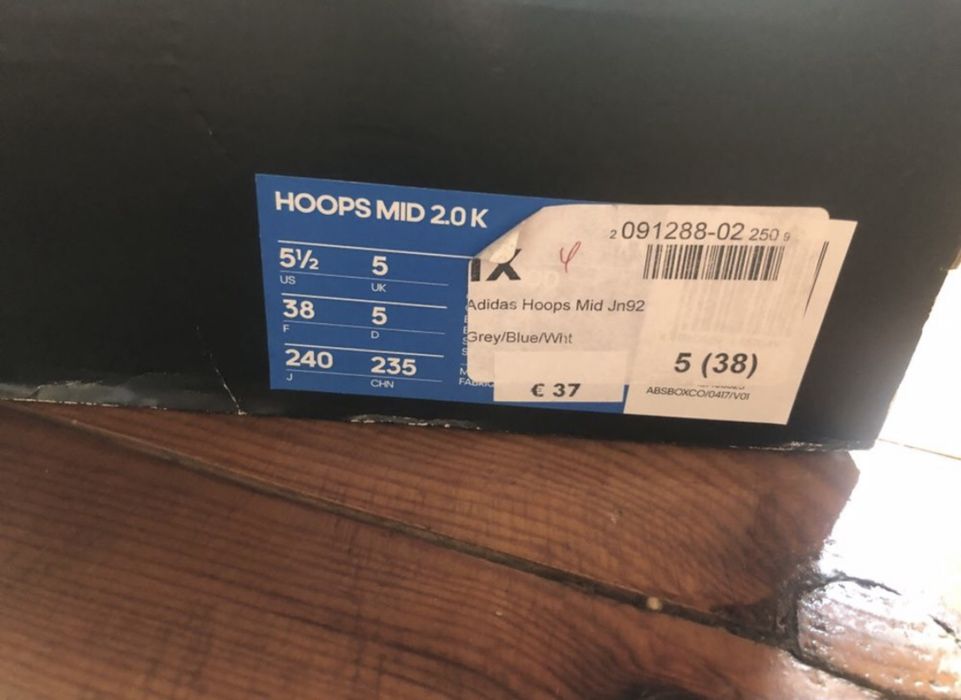 HOOPS MID 2.0 K
5½ 5
US UK
38 5
F D
240 235
J CHN
2 091288-02 250 9
Adidas Hoops Mid Jn92
Grey/Blue/Wht
5 (38)
€ 37
ABSBOXCO/0417/V01